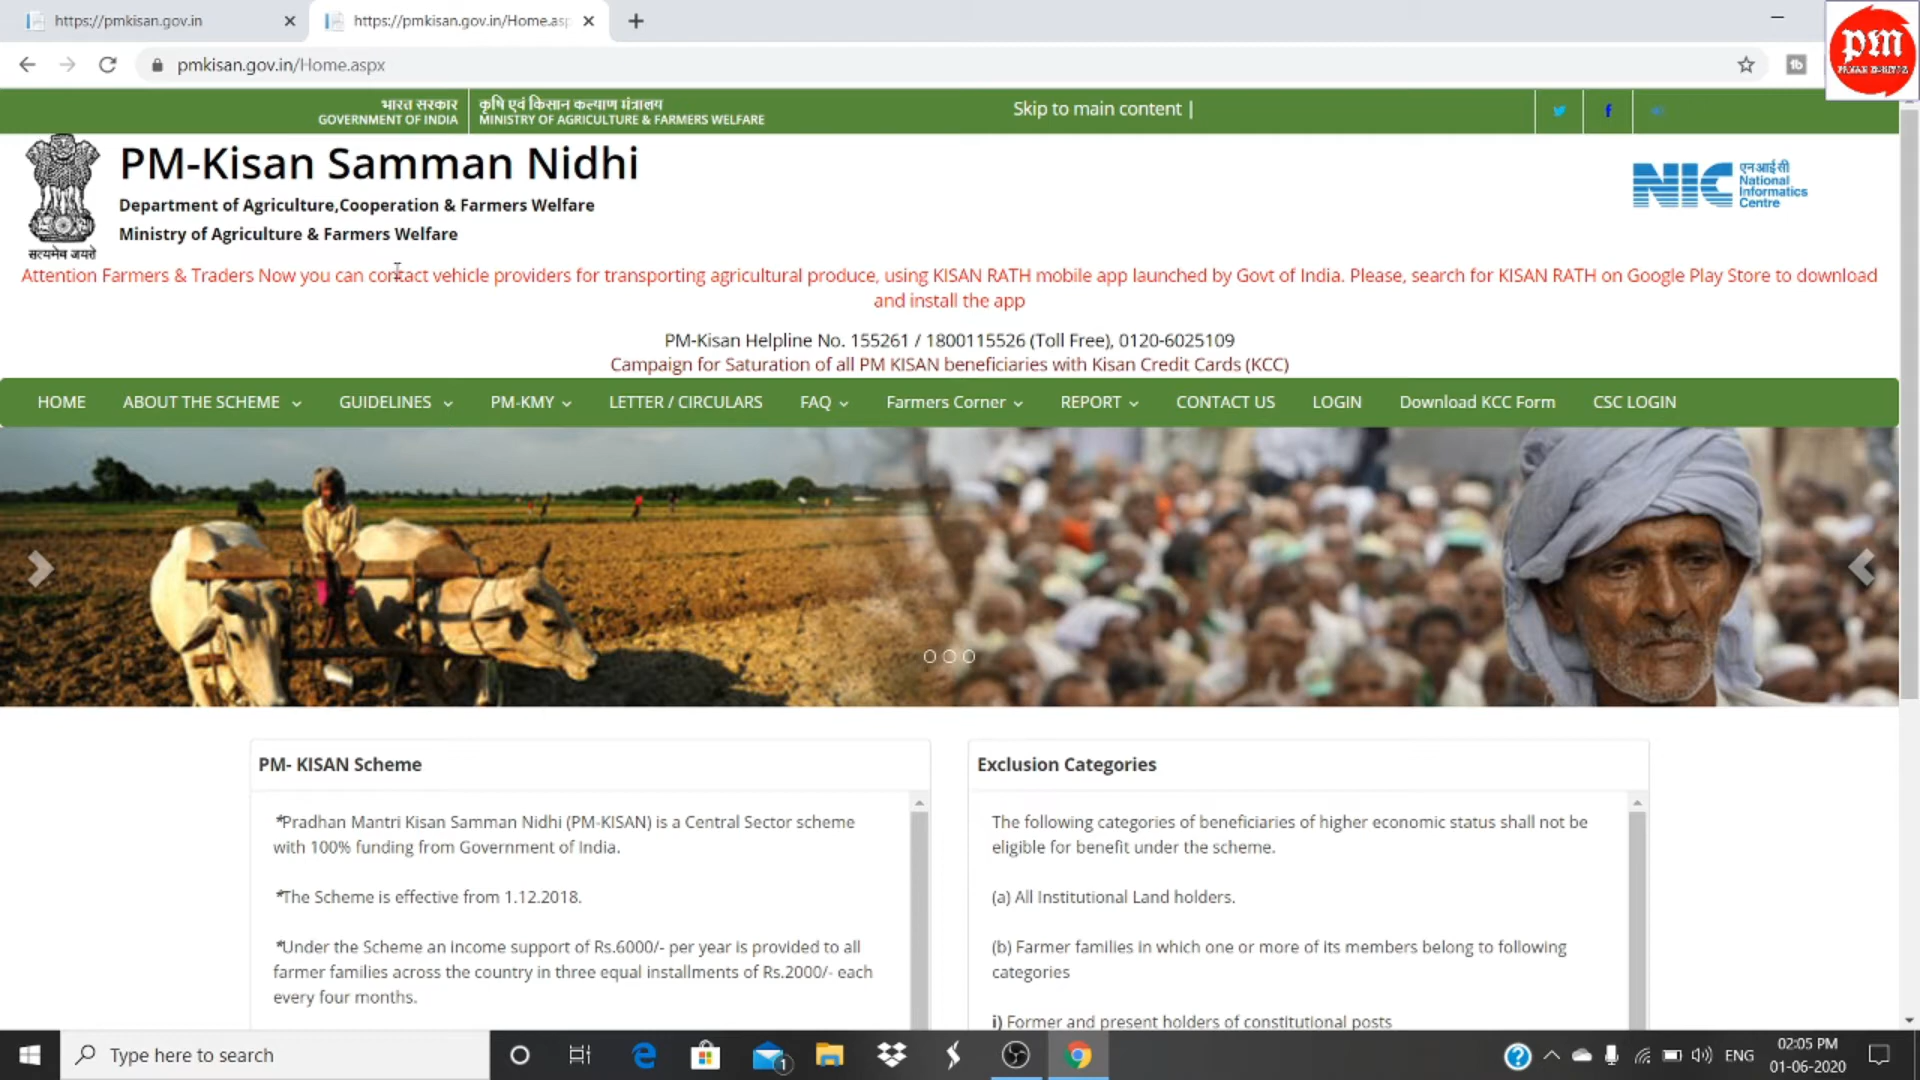 https://pmkisan.gov.in
https://pmkisan.gov.in/Home.asp
pmkisan.gov.in/Home.aspx
pm
भारत सरकार
GOVERNMENT OF INDIA
कृषि एवं किसान कल्याण मंत्रालय
MINISTRY OF AGRICULTURE & FARMERS WELFARE
Skip to main content |
PM-Kisan Samman Nidhi
Department of Agriculture,Cooperation & Farmers Welfare
Ministry of Agriculture & Farmers Welfare
सत्यमेव जयते
NIC
एनआईसी
National
Informatics
Centre
Attention Farmers & Traders Now you can contact vehicle providers for transporting agricultural produce, using KISAN RATH mobile app launched by Govt of India. Please, search for KISAN RATH on Google Play Store to download
and install the app
PM-Kisan Helpline No. 155261 / 1800115526 (Toll Free), 0120-6025109
Campaign for Saturation of all PM KISAN beneficiaries with Kisan Credit Cards (KCC)
HOME ABOUT THE SCHEME GUIDELINES PM-KMY LETTER / CIRCULARS FAQ Farmers Corner REPORT CONTACT US LOGIN Download KCC Form CSC LOGIN
PM- KISAN Scheme
*Pradhan Mantri Kisan Samman Nidhi (PM-KISAN) is a Central Sector scheme
with 100% funding from Government of India.
*The Scheme is effective from 1.12.2018.
*Under the Scheme an income support of Rs.6000/- per year is provided to all
farmer families across the country in three equal installments of Rs.2000/- each
every four months.
Exclusion Categories
The following categories of beneficiaries of higher economic status shall not be
eligible for benefit under the scheme.
(a) All Institutional Land holders.
(b) Farmer families in which one or more of its members belong to following
categories
i) Former and present holders of constitutional posts
Type here to search
1
ENG
02:05 PM
01-06-2020